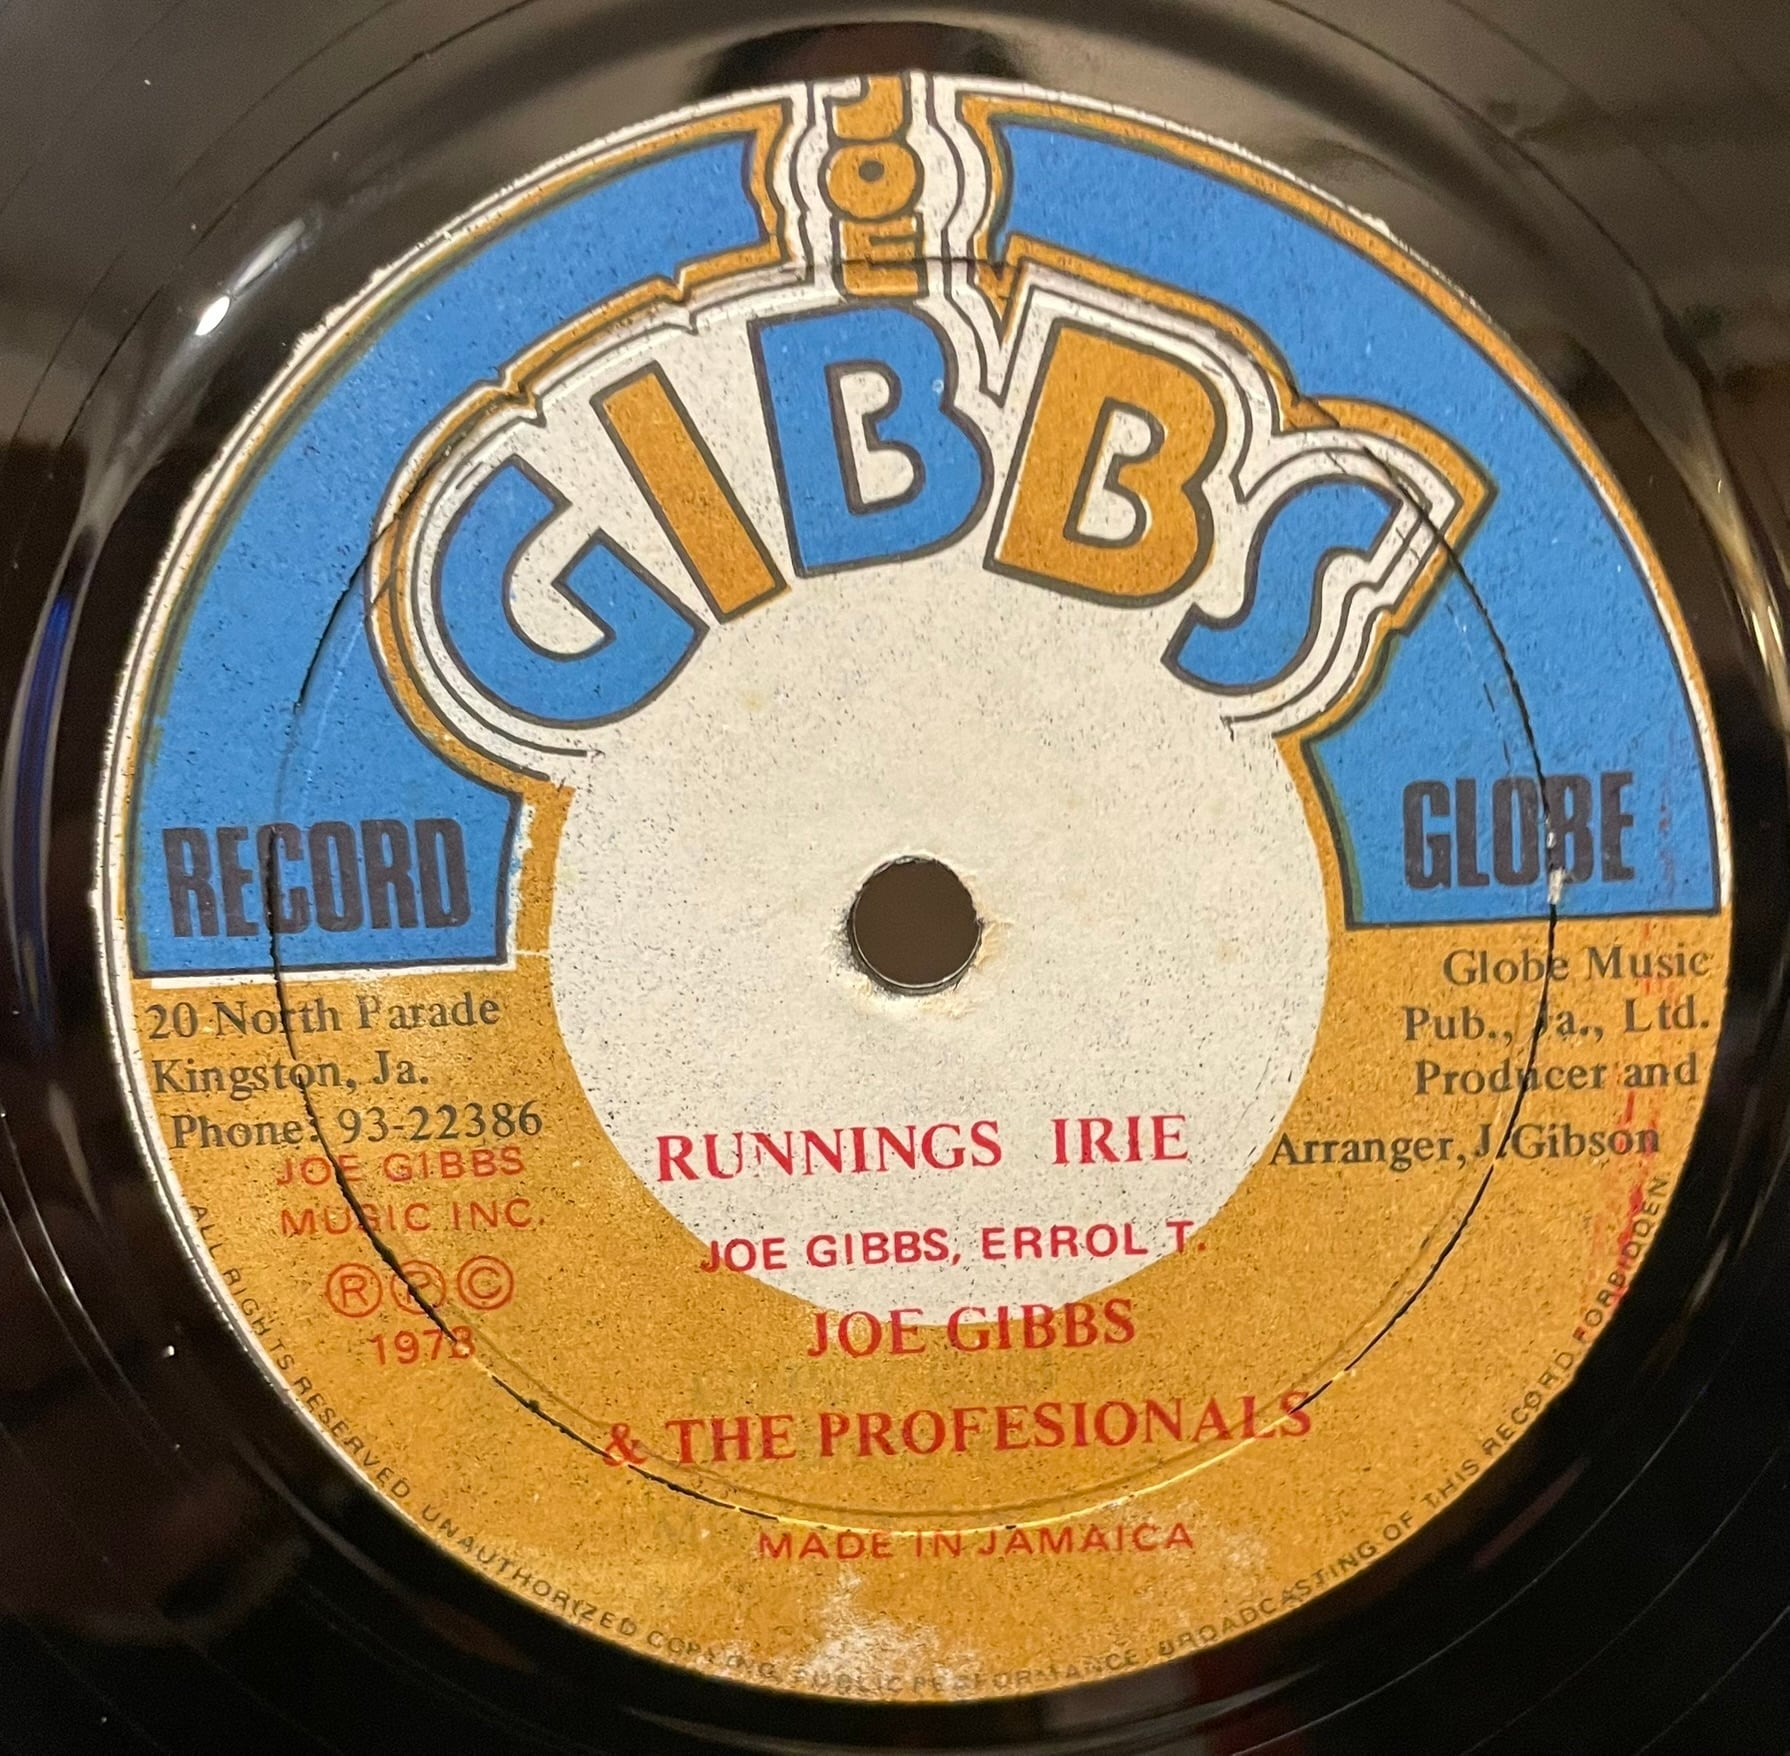 JOE
GIBBS
RECORD
GLOBE
20 North Parade
Kingston, Ja.
Phone: 93-22386
JOE GIBBS
MUSIC INC.
Ⓡ Ⓟ Ⓒ
1978
Globe Music
Pub., Ja., Ltd.
Producer and
Arranger, J. Gibson
RUNNINGS IRIE
JOE GIBBS, ERROL T.
JOE GIBBS
& THE PROFESIONALS
MADE IN JAMAICA
ALL RIGHTS RESERVED. UNAUTHORIZED COPYING, PUBLIC PERFORMANCE, BROADCASTING OF THIS RECORD FORBIDDEN